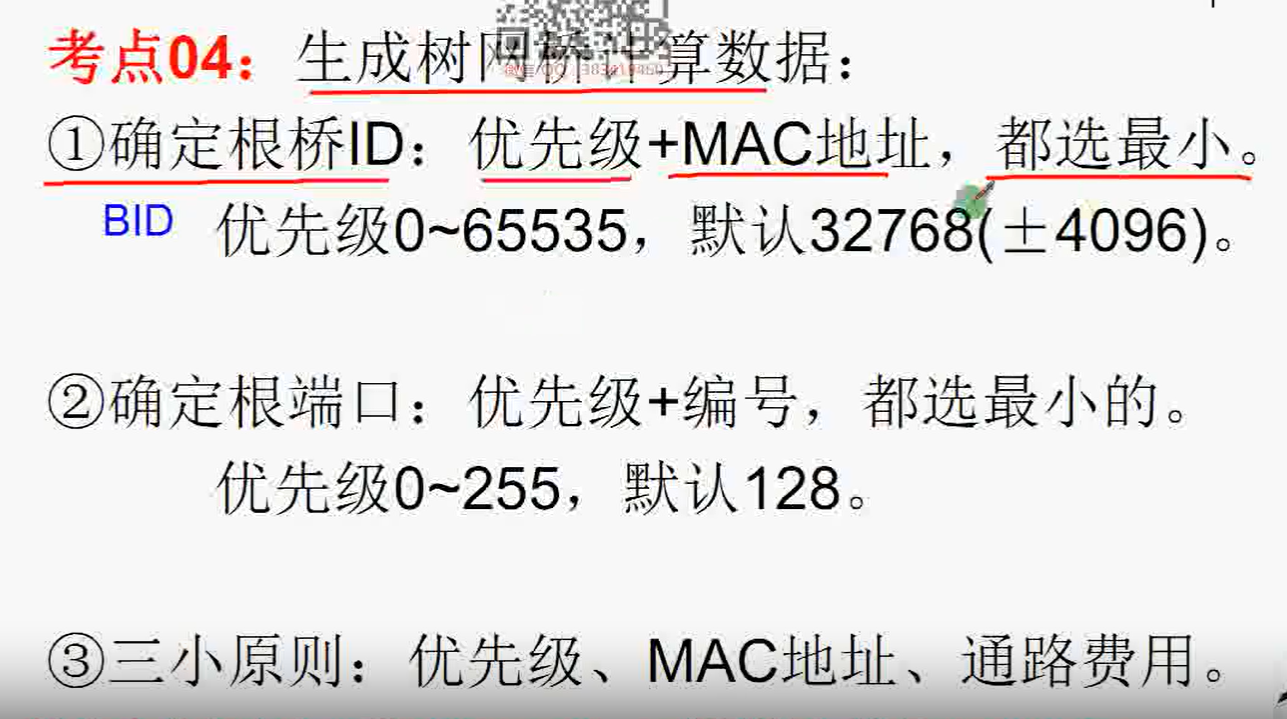 考点04：生成树网桥计算数据：
①确定根桥ID：优先级+MAC地址，都选最小。
BID 优先级0~65535，默认32768(±4096)。
②确定根端口：优先级+编号，都选最小的。
优先级0~255，默认128。
③三小原则：优先级、MAC地址、通路费用。